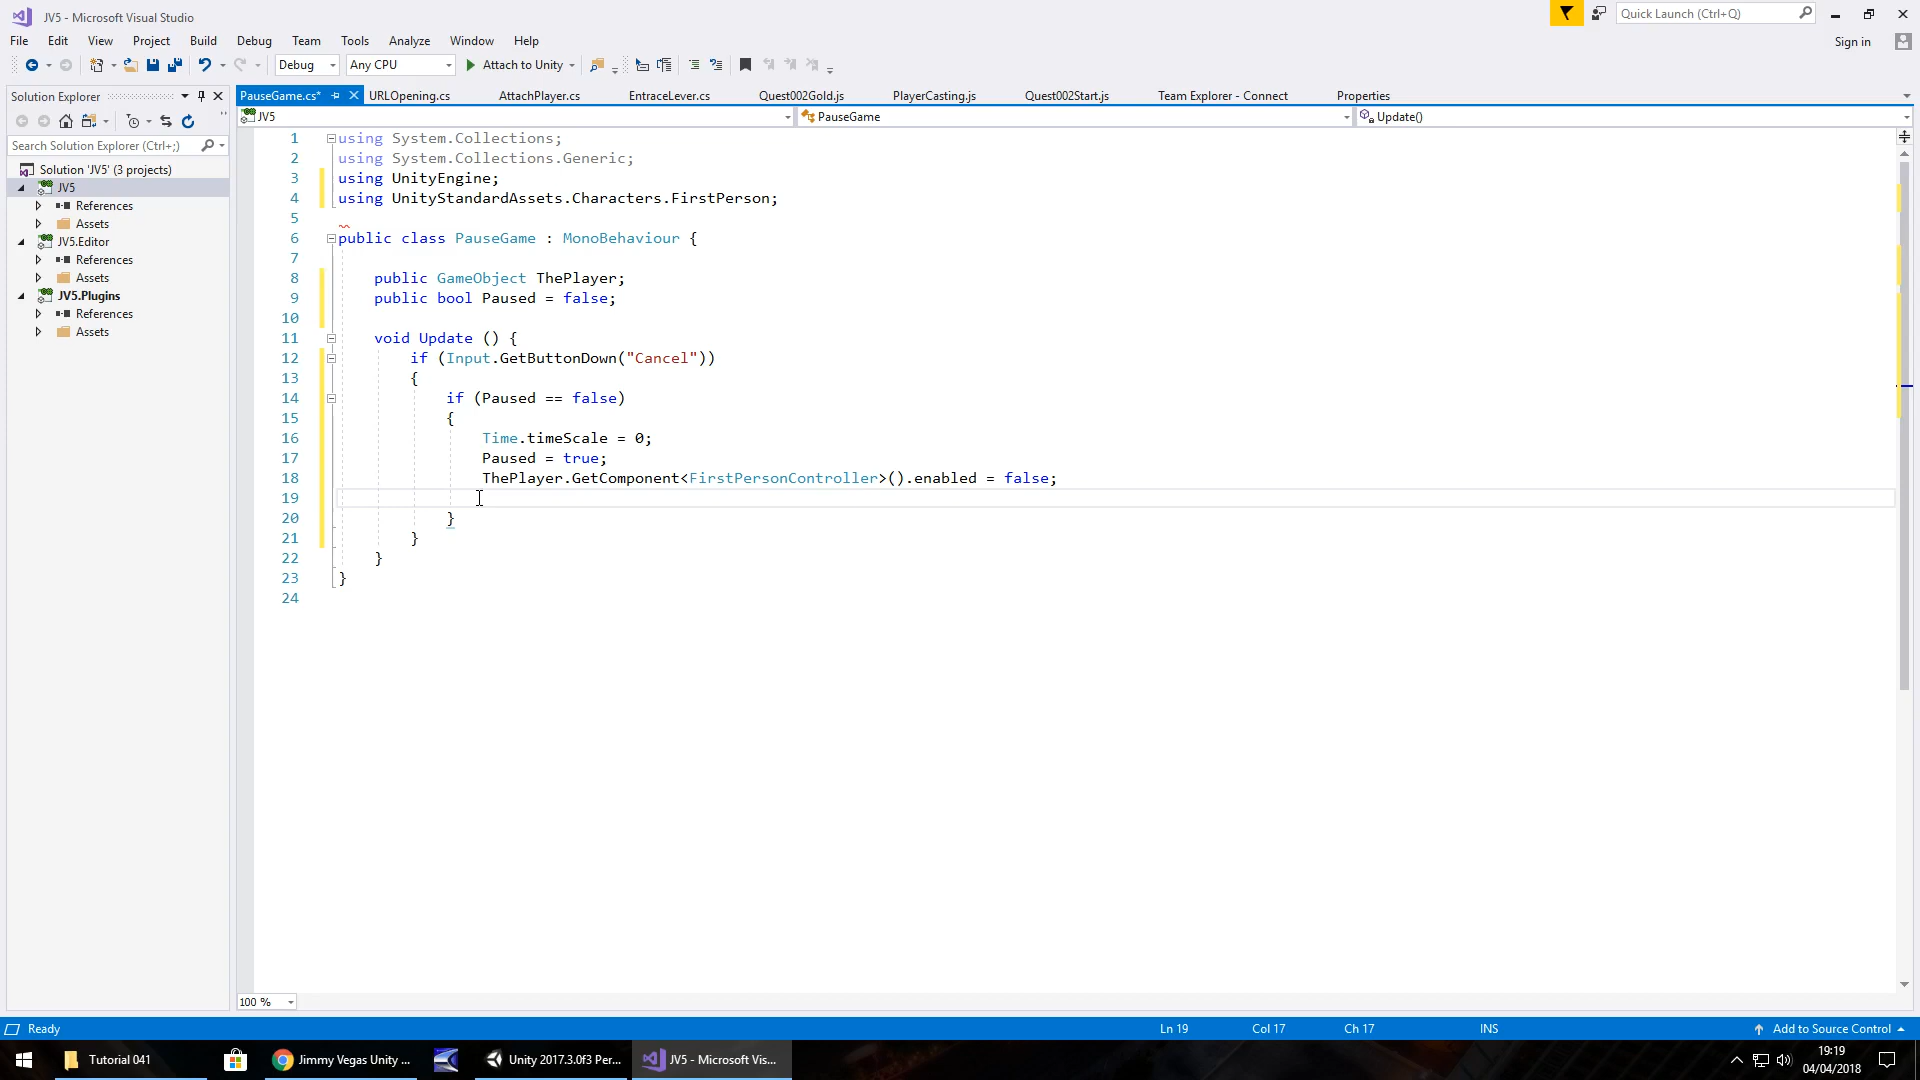 JV5 - Microsoft Visual Studio
Quick Launch (Ctrl+Q)
File Edit View Project Build Debug Team Tools Analyze Window Help
Sign in
Debug Any CPU Attach to Unity
Solution Explorer
Search Solution Explorer (Ctrl+;)
Solution 'JV5' (3 projects)
JV5
References
Assets
JV5.Editor
References
Assets
JV5.Plugins
References
Assets
PauseGame.cs* URLOpening.cs AttachPlayer.cs EntraceLever.cs Quest002Gold.js PlayerCasting.js Quest002Start.js Team Explorer - Connect Properties
JV5 PauseGame Update()
1 using System.Collections;
2 using System.Collections.Generic;
3 using UnityEngine;
4 using UnityStandardAssets.Characters.FirstPerson;
5
6 public class PauseGame : MonoBehaviour {
7
8 public GameObject ThePlayer;
9 public bool Paused = false;
10
11 void Update () {
12 if (Input.GetButtonDown("Cancel"))
13 {
14 if (Paused == false)
15 {
16 Time.timeScale = 0;
17 Paused = true;
18 ThePlayer.GetComponent<FirstPersonController>().enabled = false;
19
20 }
21 }
22 }
23 }
24
100 %
Ready Ln 19 Col 17 Ch 17 INS Add to Source Control
Tutorial 041 Jimmy Vegas Unity ... Unity 2017.3.0f3 Per... JV5 - Microsoft Vis...
19:19
04/04/2018